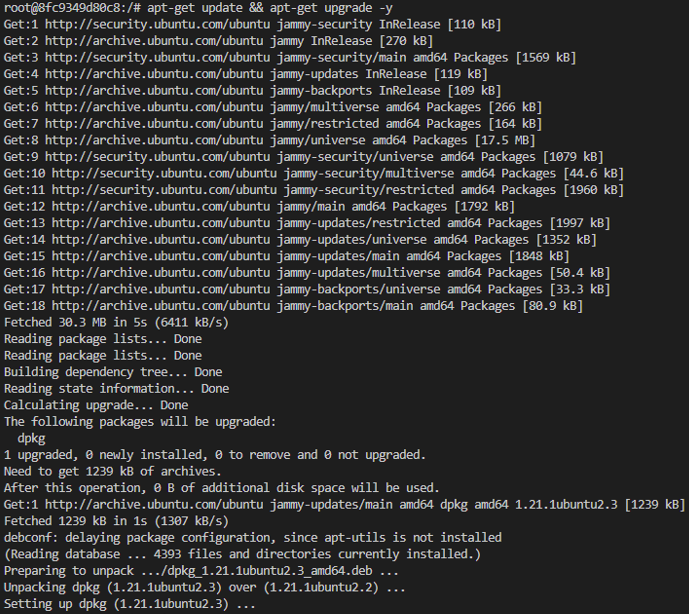 root@8fc9349d80c8:/# apt-get update && apt-get upgrade -y
Get:1 http://security.ubuntu.com/ubuntu jammy-security InRelease [110 kB]
Get:2 http://archive.ubuntu.com/ubuntu jammy InRelease [270 kB]
Get:3 http://security.ubuntu.com/ubuntu jammy-security/main amd64 Packages [1569 kB]
Get:4 http://archive.ubuntu.com/ubuntu jammy-updates InRelease [119 kB]
Get:5 http://archive.ubuntu.com/ubuntu jammy-backports InRelease [109 kB]
Get:6 http://archive.ubuntu.com/ubuntu jammy/multiverse amd64 Packages [266 kB]
Get:7 http://archive.ubuntu.com/ubuntu jammy/restricted amd64 Packages [164 kB]
Get:8 http://archive.ubuntu.com/ubuntu jammy/universe amd64 Packages [17.5 MB]
Get:9 http://security.ubuntu.com/ubuntu jammy-security/universe amd64 Packages [1079 kB]
Get:10 http://security.ubuntu.com/ubuntu jammy-security/multiverse amd64 Packages [44.6 kB]
Get:11 http://security.ubuntu.com/ubuntu jammy-security/restricted amd64 Packages [1960 kB]
Get:12 http://archive.ubuntu.com/ubuntu jammy/main amd64 Packages [1792 kB]
Get:13 http://archive.ubuntu.com/ubuntu jammy-updates/restricted amd64 Packages [1997 kB]
Get:14 http://archive.ubuntu.com/ubuntu jammy-updates/universe amd64 Packages [1352 kB]
Get:15 http://archive.ubuntu.com/ubuntu jammy-updates/main amd64 Packages [1848 kB]
Get:16 http://archive.ubuntu.com/ubuntu jammy-updates/multiverse amd64 Packages [50.4 kB]
Get:17 http://archive.ubuntu.com/ubuntu jammy-backports/universe amd64 Packages [33.3 kB]
Get:18 http://archive.ubuntu.com/ubuntu jammy-backports/main amd64 Packages [80.9 kB]
Fetched 30.3 MB in 5s (6411 kB/s)
Reading package lists... Done
Reading package lists... Done
Building dependency tree... Done
Reading state information... Done
Calculating upgrade... Done
The following packages will be upgraded:
  dpkg
1 upgraded, 0 newly installed, 0 to remove and 0 not upgraded.
Need to get 1239 kB of archives.
After this operation, 0 B of additional disk space will be used.
Get:1 http://archive.ubuntu.com/ubuntu jammy-updates/main amd64 dpkg amd64 1.21.1ubuntu2.3 [1239 kB]
Fetched 1239 kB in 1s (1307 kB/s)
debconf: delaying package configuration, since apt-utils is not installed
(Reading database ... 4393 files and directories currently installed.)
Preparing to unpack .../dpkg_1.21.1ubuntu2.3_amd64.deb ...
Unpacking dpkg (1.21.1ubuntu2.3) over (1.21.1ubuntu2.2) ...
Setting up dpkg (1.21.1ubuntu2.3) ...